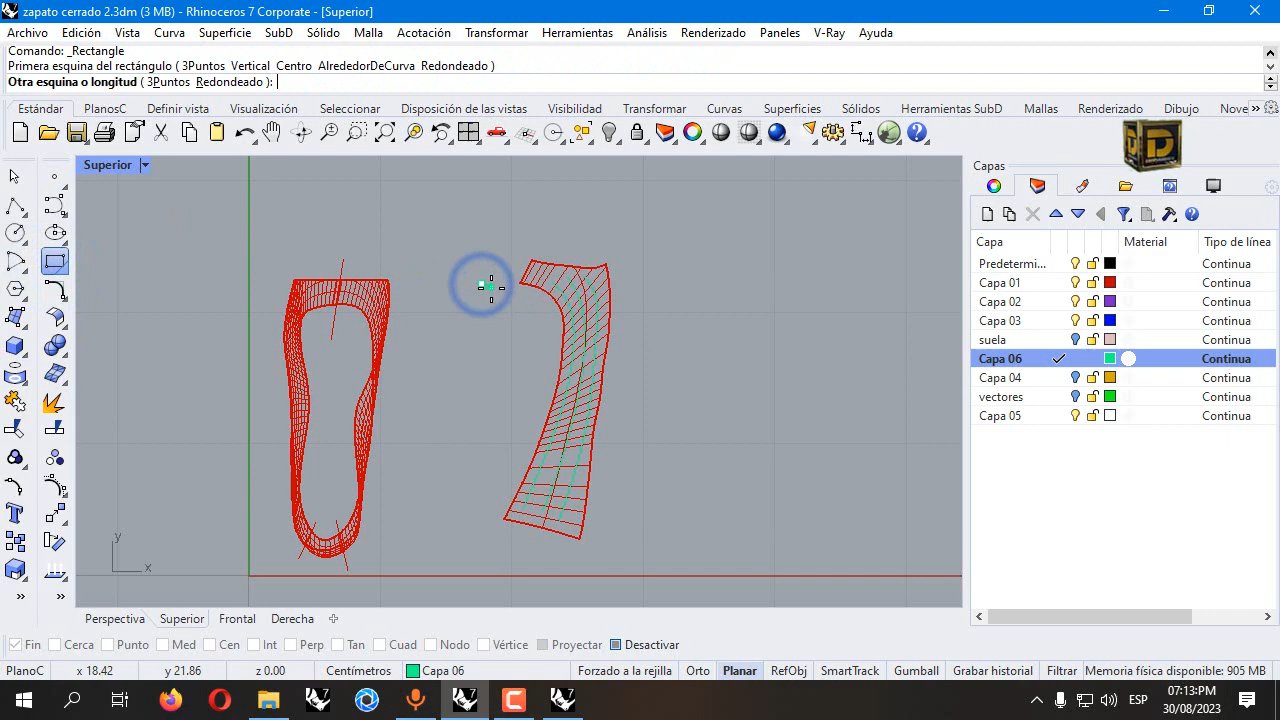 zapato cerrado 2.3dm (3 MB) - Rhinoceros 7 Corporate - [Superior]
Archivo Edición Vista Curva Superficie SubD Sólido Malla Acotación Transformar Herramientas Análisis Renderizado Paneles V-Ray Ayuda
Comando: _Rectangle
Primera esquina del rectángulo ( 3Puntos Vertical Centro AlrededorDeCurva Redondeado )
Otra esquina o longitud ( 3Puntos Redondeado ):
Estándar PlanosC Definir vista Visualización Seleccionar Disposición de las vistas Visibilidad Transformar Curvas Superficies Sólidos Herramientas SubD Mallas Renderizado Dibujo Nove »
Superior
Capas
Capa Material Tipo de línea
Predetermi... Continua
Capa 01 Continua
Capa 02 Continua
Capa 03 Continua
suela Continua
Capa 06 Continua
Capa 04 Continua
vectores Continua
Capa 05 Continua
y
x
Perspectiva Superior Frontal Derecha
Fin Cerca Punto Med Cen Int Perp Tan Cuad Nodo Vértice Proyectar Desactivar
PlanoC x 18.42 y 21.86 z 0.00 Centímetros Capa 06 Forzado a la rejilla Orto Planar RefObj SmartTrack Gumball Grabar historial Filtrar Memoria física disponible: 905 MB
ESP
07:13:PM
30/08/2023